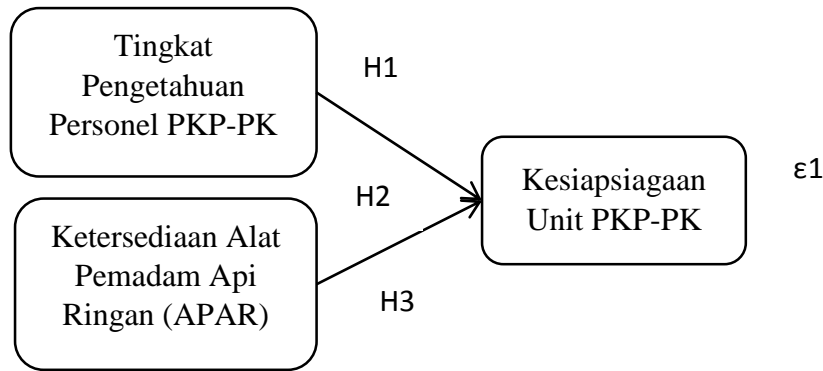 Tingkat
Pengetahuan
Personel PKP-PK
H1
H2
Ketersediaan Alat
Pemadam Api
Ringan (APAR)
H3
Kesiapsiagaan
Unit PKP-PK
ε1